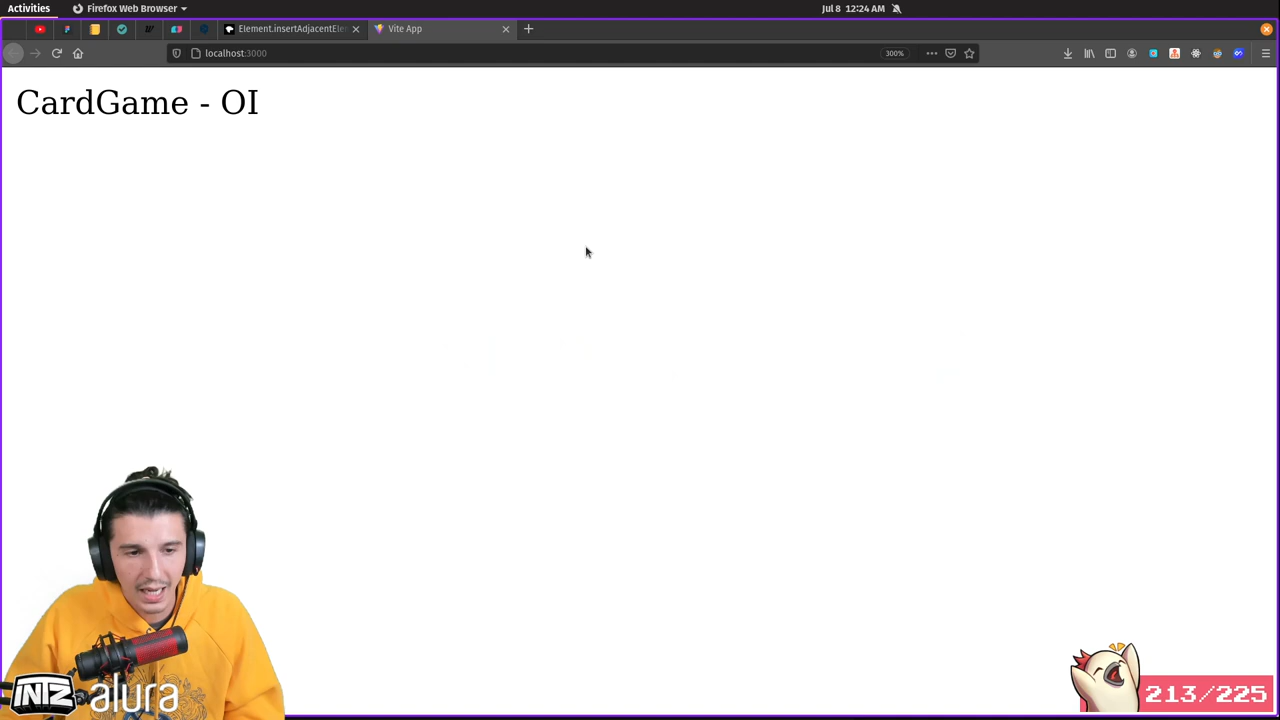 Activities
Firefox Web Browser
Jul 8 12:24 AM
Element.insertAdjacentEle
Vite App
localhost:3000
300%
CardGame - OI
INTZ
alura
213/225